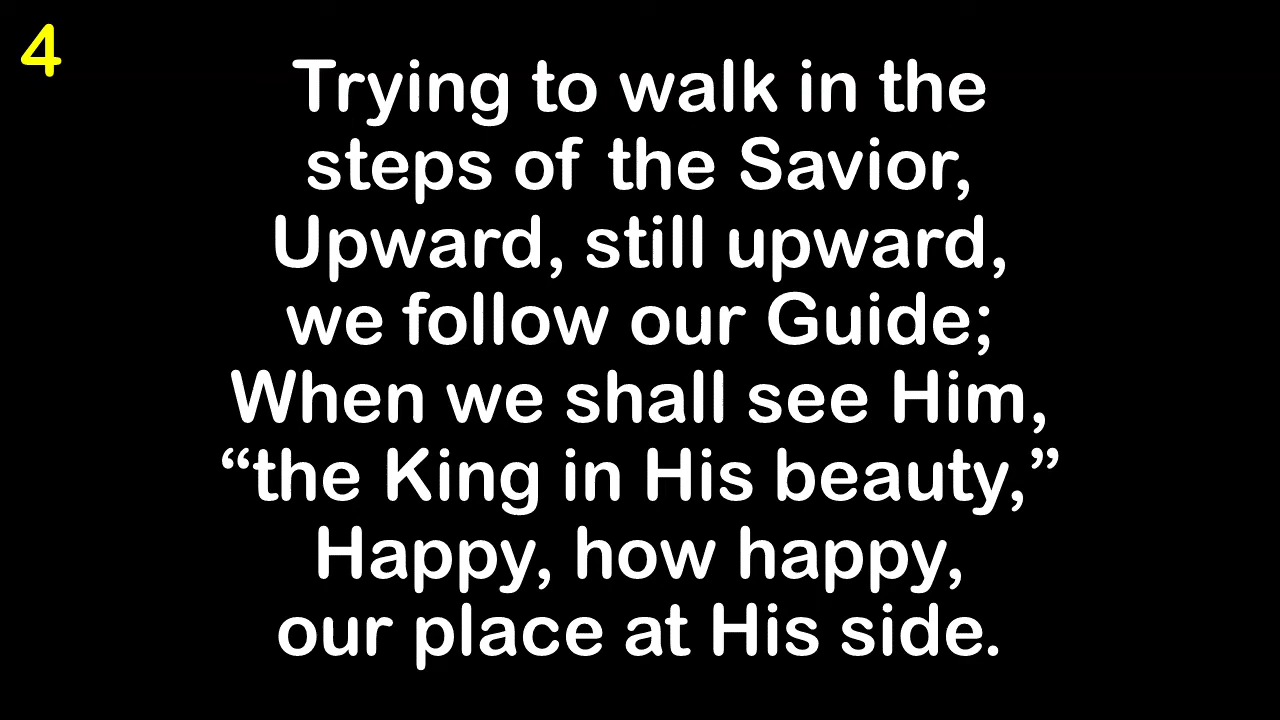 4
Trying to walk in the
steps of the Savior,
Upward, still upward,
we follow our Guide;
When we shall see Him,
“the King in His beauty,”
Happy, how happy,
our place at His side.